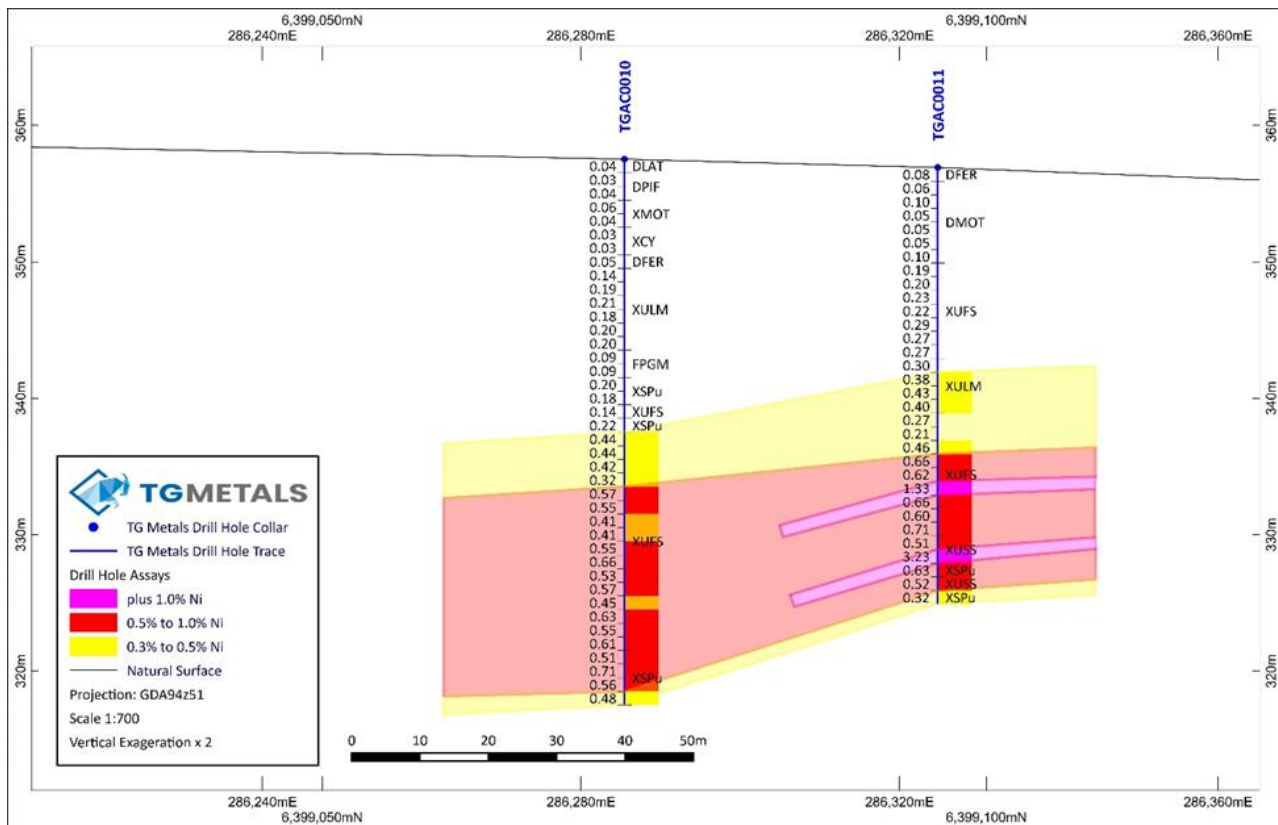 6,399,050mN 6,399,100mN
286,240mE 286,280mE 286,320mE 286,360mE
TGAC0010
TGAC0011
360m
350m
340m
330m
320m
360m
350m
340m
330m
320m
0.04 DLAT
0.03
DPIF
0.04
0.06
XMOT
0.04
0.03
XCY
0.03
0.05 DFER
0.14
0.19
0.21
XULM
0.18
0.20
0.20
0.09
FPGM
0.09
0.20
XSPu
0.18
0.14 XUFS
0.22 XSPu
0.44
0.44
0.42
0.32
0.57
0.55
0.41
0.41
XUFS
0.55
0.66
0.53
0.57
0.45
0.63
0.55
0.61
0.51
0.71
XSPu
0.56
0.48
0.08 DFER
0.06
0.10
0.05
DMOT
0.05
0.05
0.10
0.19
0.20
0.23
0.22 XUFS
0.29
0.27
0.27
0.30
0.38
XULM
0.43
0.40
0.27
0.21
0.46
0.66
0.62 XUFS
1.33
0.66
0.60
0.71
0.51
XUSS
3.23
0.63 XSPu
0.52 XUSS
0.32 XSPu
TGMETALS
TG Metals Drill Hole Collar
TG Metals Drill Hole Trace
Drill Hole Assays
plus 1.0% Ni
0.5% to 1.0% Ni
0.3% to 0.5% Ni
Natural Surface
Projection: GDA94z51
Scale 1:700
Vertical Exageration x 2
0 10 20 30 40 50m
286,240mE 286,280mE 286,320mE 286,360mE
6,399,050mN 6,399,100mN